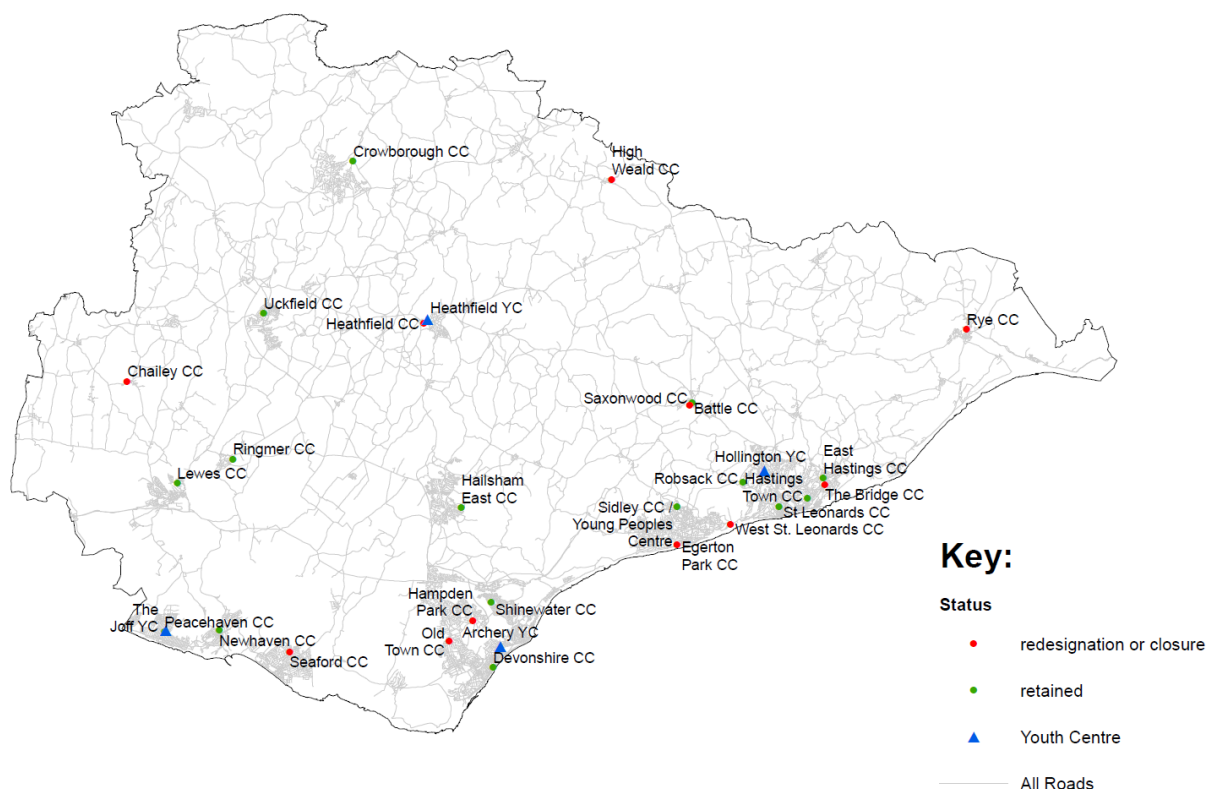 Crowborough CC
High
Weald CC
Uckfield CC
Heathfield YC
Heathfield CC
Rye CC
Chailey CC
Saxonwood CC
Battle CC
Ringmer CC
Lewes CC
Hailsham
East CC
Hollington YC
East
Hastings CC
Robsack CC
Hastings
Town CC
The Bridge CC
St Leonards CC
Sidley CC /
Young Peoples
Centre
West St. Leonards CC
Egerton
Park CC
Hampden
Park CC
Shinewater CC
The
Joff YC
Peacehaven CC
Newhaven CC
Seaford CC
Old
Town CC
Archery YC
Devonshire CC
Key:
Status
redesignation or closure
retained
Youth Centre
All Roads